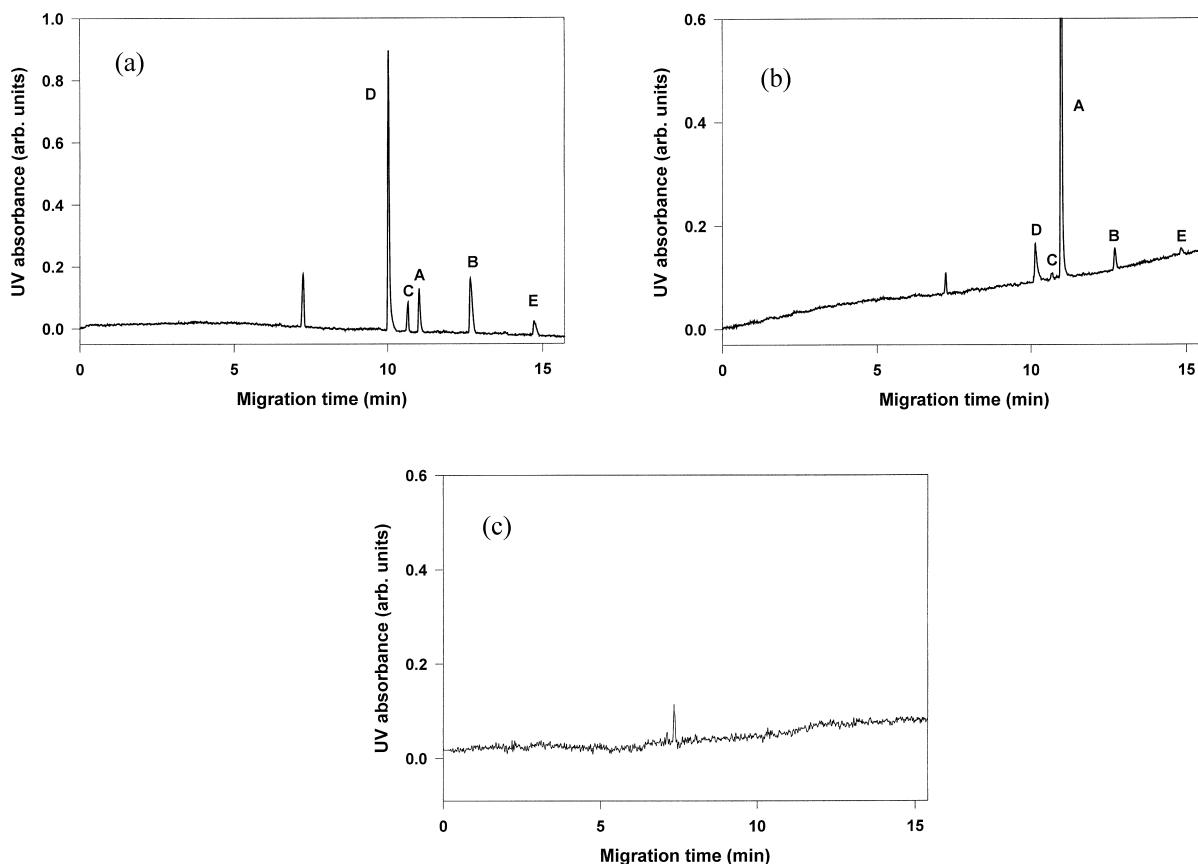 (a)
UV absorbance (arb. units)
1.0
0.8
0.6
0.4
0.2
0.0
D
C
A
B
E
0 5 10 15
Migration time (min)
(b)
UV absorbance (arb. units)
0.6
0.4
0.2
0.0
D
C
A
B
E
0 5 10 15
Migration time (min)
(c)
UV absorbance (arb. units)
0.6
0.4
0.2
0.0
0 5 10 15
Migration time (min)